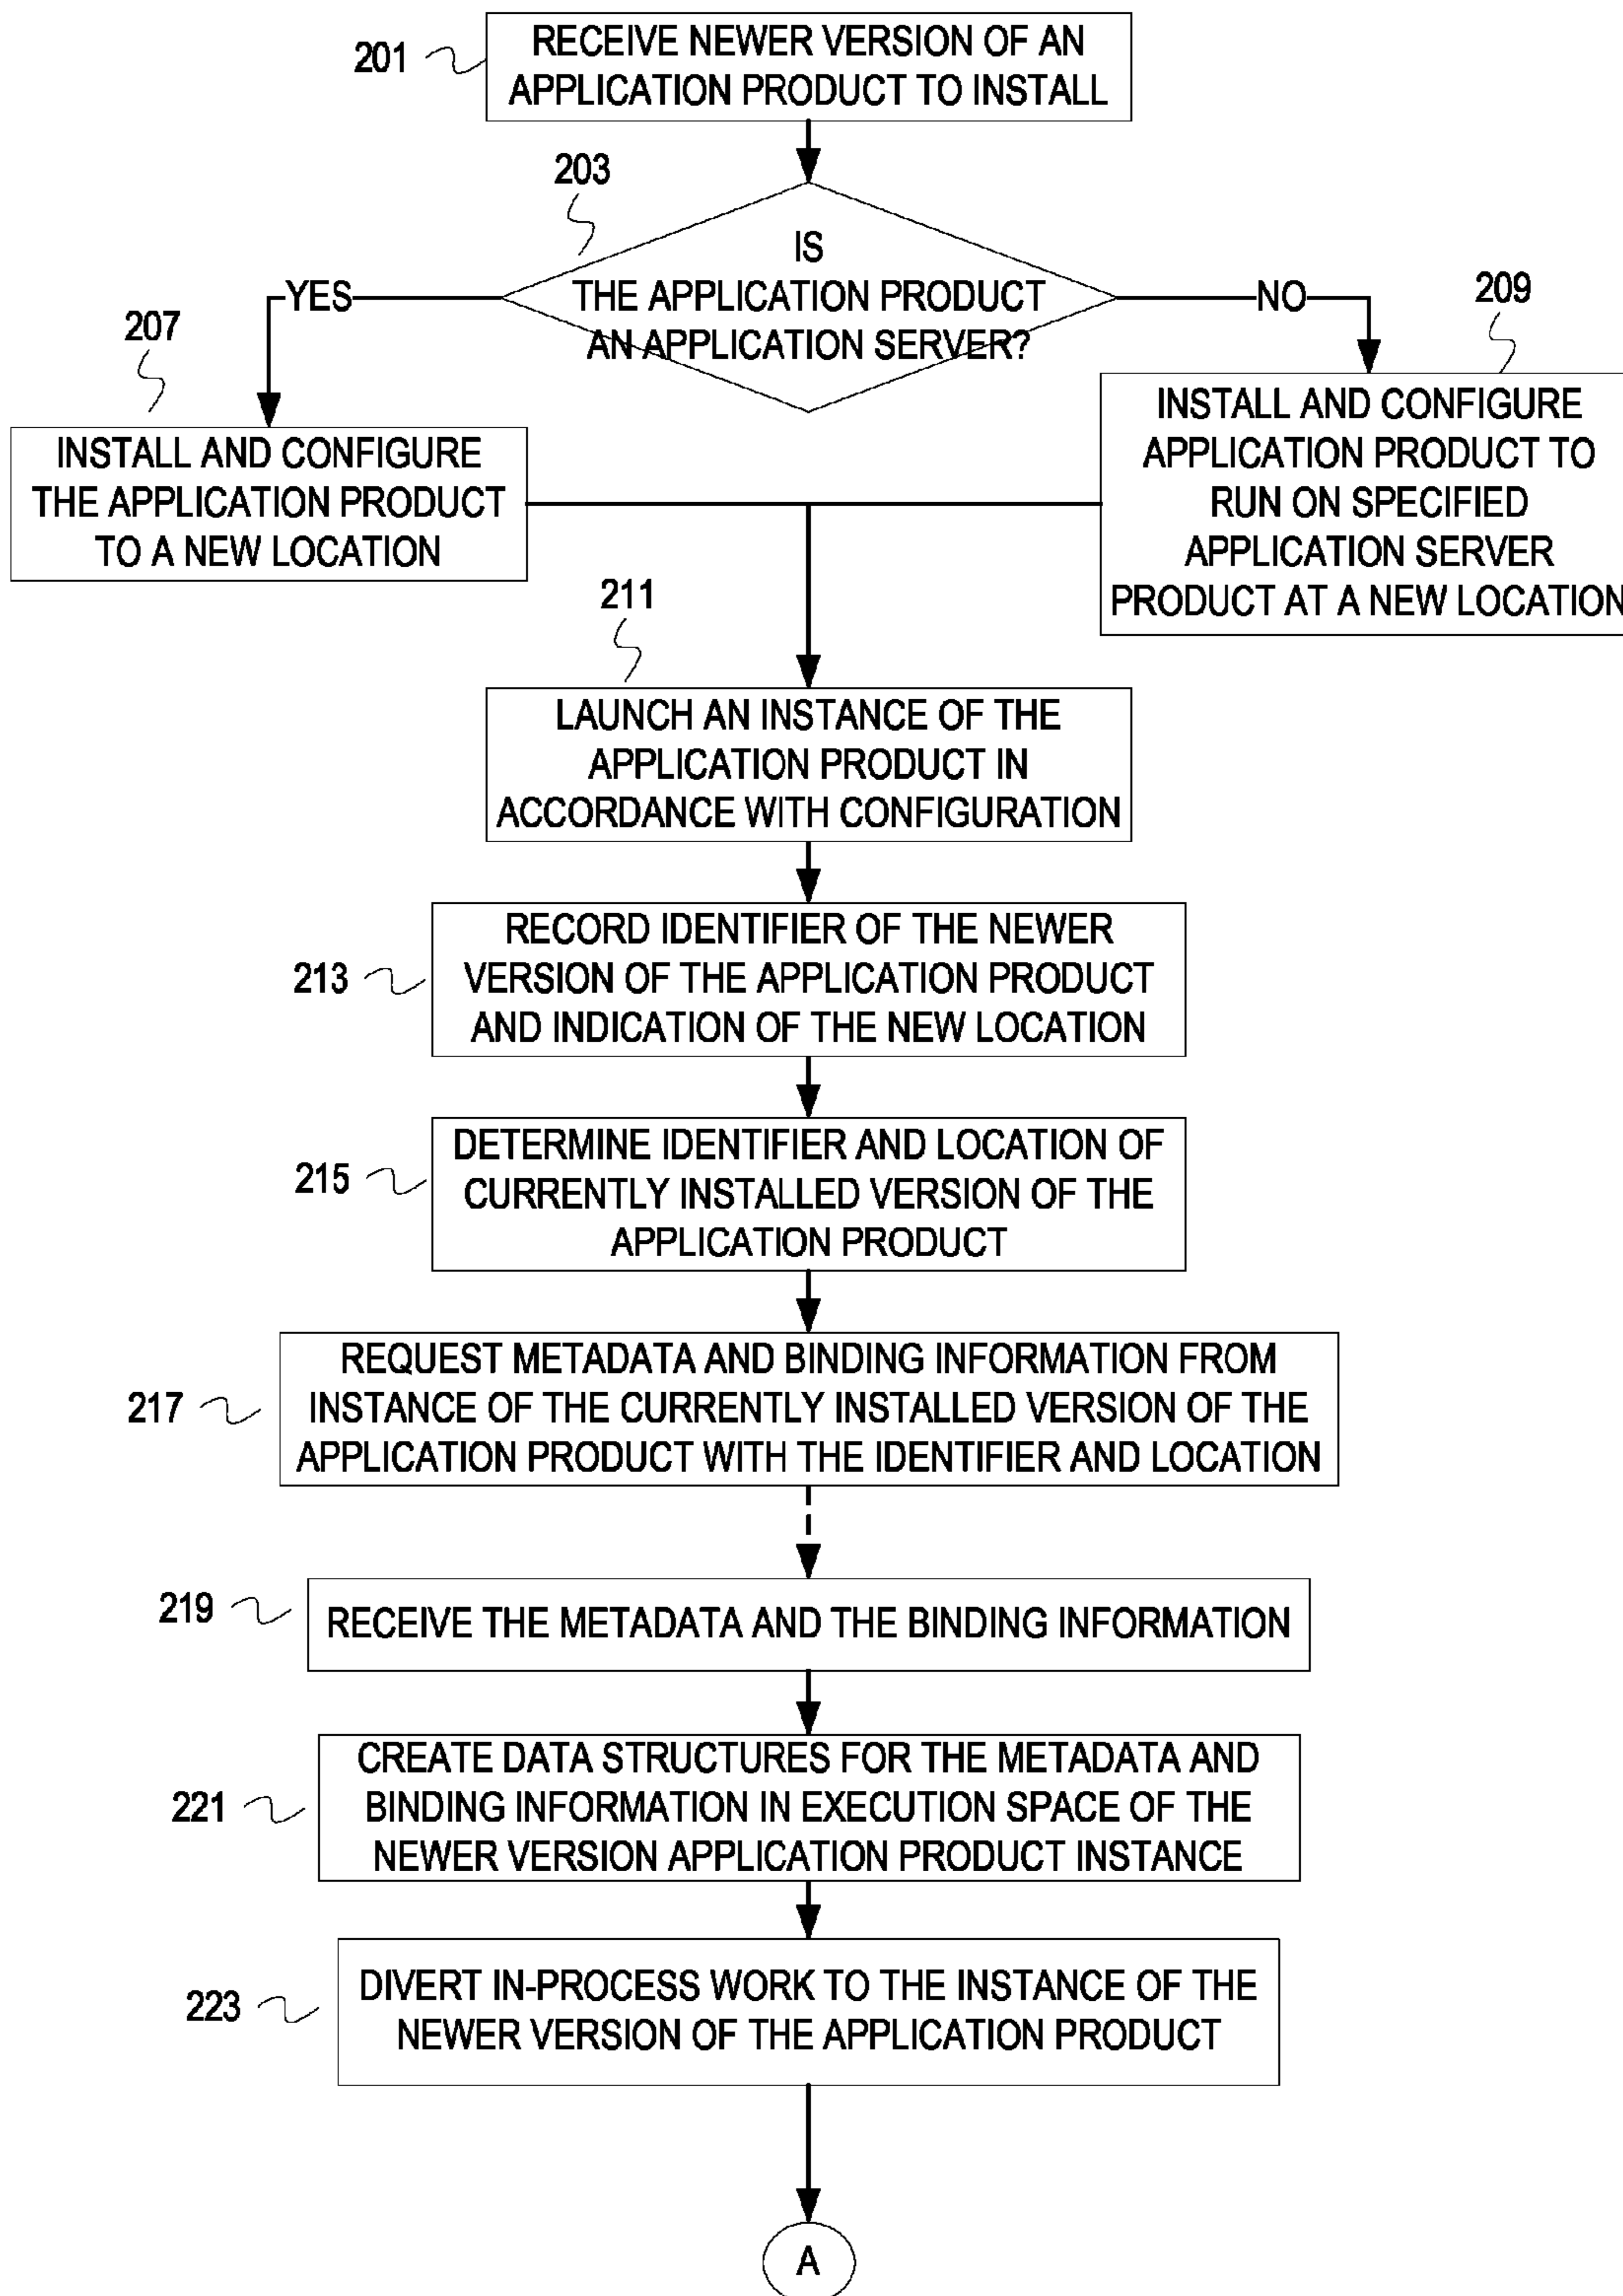 201
RECEIVE NEWER VERSION OF AN
APPLICATION PRODUCT TO INSTALL
203
IS
THE APPLICATION PRODUCT
AN APPLICATION SERVER?
YES
NO
207
INSTALL AND CONFIGURE
THE APPLICATION PRODUCT
TO A NEW LOCATION
209
INSTALL AND CONFIGURE
APPLICATION PRODUCT TO
RUN ON SPECIFIED
APPLICATION SERVER
PRODUCT AT A NEW LOCATION
211
LAUNCH AN INSTANCE OF THE
APPLICATION PRODUCT IN
ACCORDANCE WITH CONFIGURATION
213
RECORD IDENTIFIER OF THE NEWER
VERSION OF THE APPLICATION PRODUCT
AND INDICATION OF THE NEW LOCATION
215
DETERMINE IDENTIFIER AND LOCATION OF
CURRENTLY INSTALLED VERSION OF THE
APPLICATION PRODUCT
217
REQUEST METADATA AND BINDING INFORMATION FROM
INSTANCE OF THE CURRENTLY INSTALLED VERSION OF THE
APPLICATION PRODUCT WITH THE IDENTIFIER AND LOCATION
219
RECEIVE THE METADATA AND THE BINDING INFORMATION
221
CREATE DATA STRUCTURES FOR THE METADATA AND
BINDING INFORMATION IN EXECUTION SPACE OF THE
NEWER VERSION APPLICATION PRODUCT INSTANCE
223
DIVERT IN-PROCESS WORK TO THE INSTANCE OF THE
NEWER VERSION OF THE APPLICATION PRODUCT
A